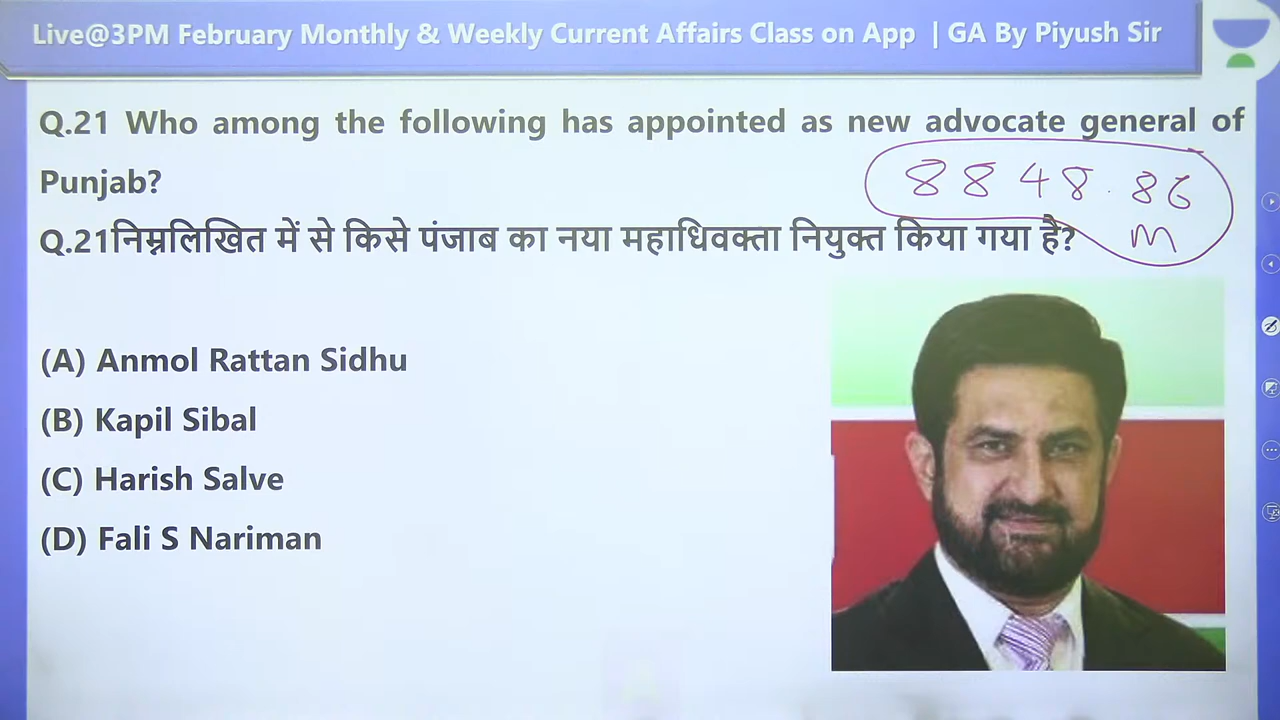 Live@3PM February Monthly & Weekly Current Affairs Class on App | GA By Piyush Sir
Q.21 Who among the following has appointed as new advocate general of
Punjab?
8848.86
m
Q.21निम्नलिखित में से किसे पंजाब का नया महाधिवक्ता नियुक्त किया गया है?
(A) Anmol Rattan Sidhu
(B) Kapil Sibal
(C) Harish Salve
(D) Fali S Nariman